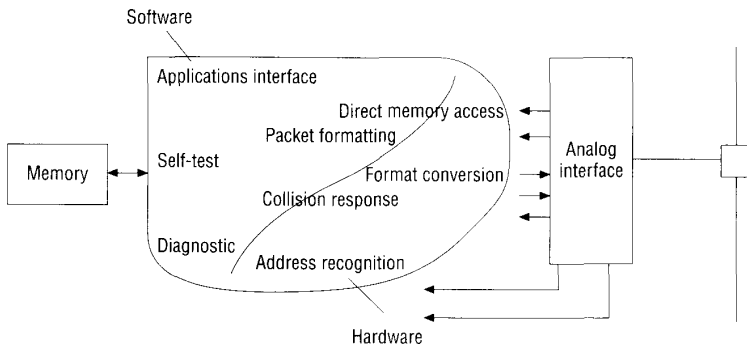 Software
Applications interface
Direct memory access
Packet formatting
Analog
interface
Self-test
Memory
Format conversion
Collision response
Diagnostic
Address recognition
Hardware